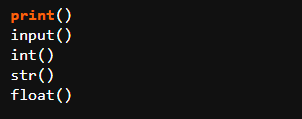 print()
input()
int()
str()
float()